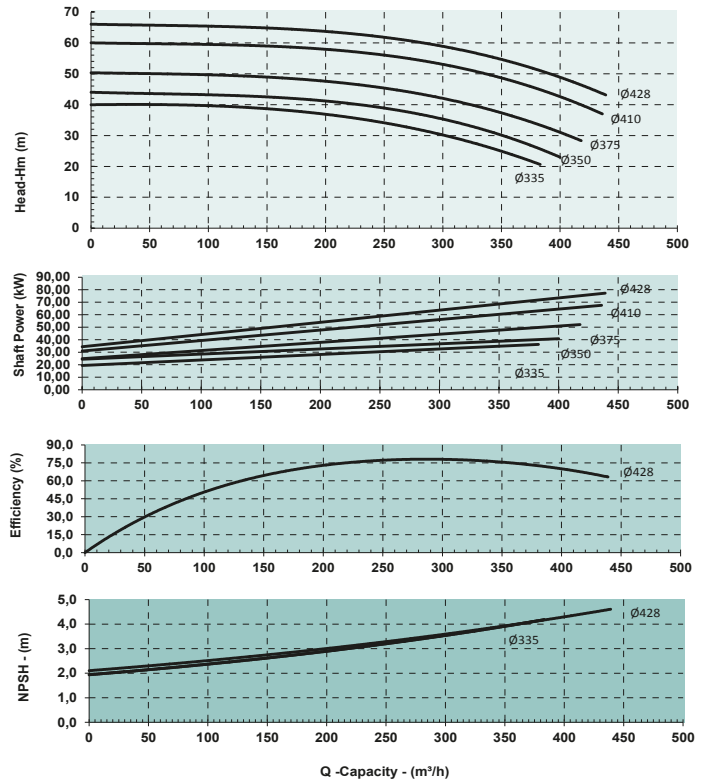 70
60
50
40
30
20
10
0
Head-Hm (m)
Ø428
Ø410
Ø375
Ø350
Ø335
0 50 100 150 200 250 300 350 400 450 500
90,00
80,00
70,00
60,00
50,00
40,00
30,00
20,00
10,00
0,00
Shaft Power (kW)
Ø428
Ø410
Ø375
Ø350
Ø335
0 50 100 150 200 250 300 350 400 450 500
90,0
75,0
60,0
45,0
30,0
15,0
0,0
Efficiency (%)
Ø428
0 50 100 150 200 250 300 350 400 450 500
5,0
4,0
3,0
2,0
1,0
0,0
NPSH - (m)
Ø428
Ø335
0 50 100 150 200 250 300 350 400 450 500
Q -Capacity - (m³/h)